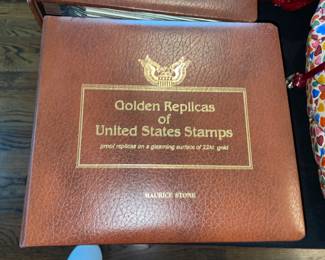 Golden Replicas
of
United States Stamps
proof replicas on a gleaming surface of 22kt gold
MAURICE STONE